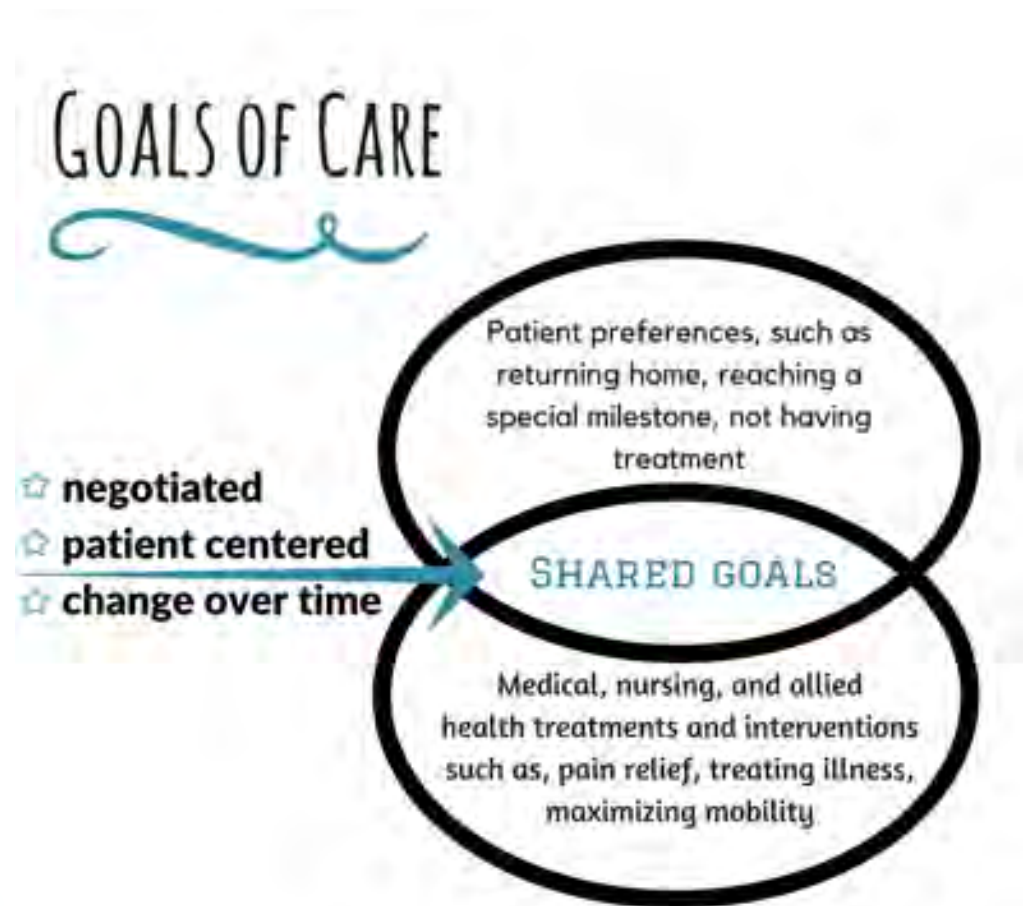 GOALS OF CARE
Patient preferences, such as
returning home, reaching a
special milestone, not having
treatment
negotiated
patient centered
change over time
SHARED GOALS
Medical, nursing, and allied
health treatments and interventions
such as, pain relief, treating illness,
maximizing mobility